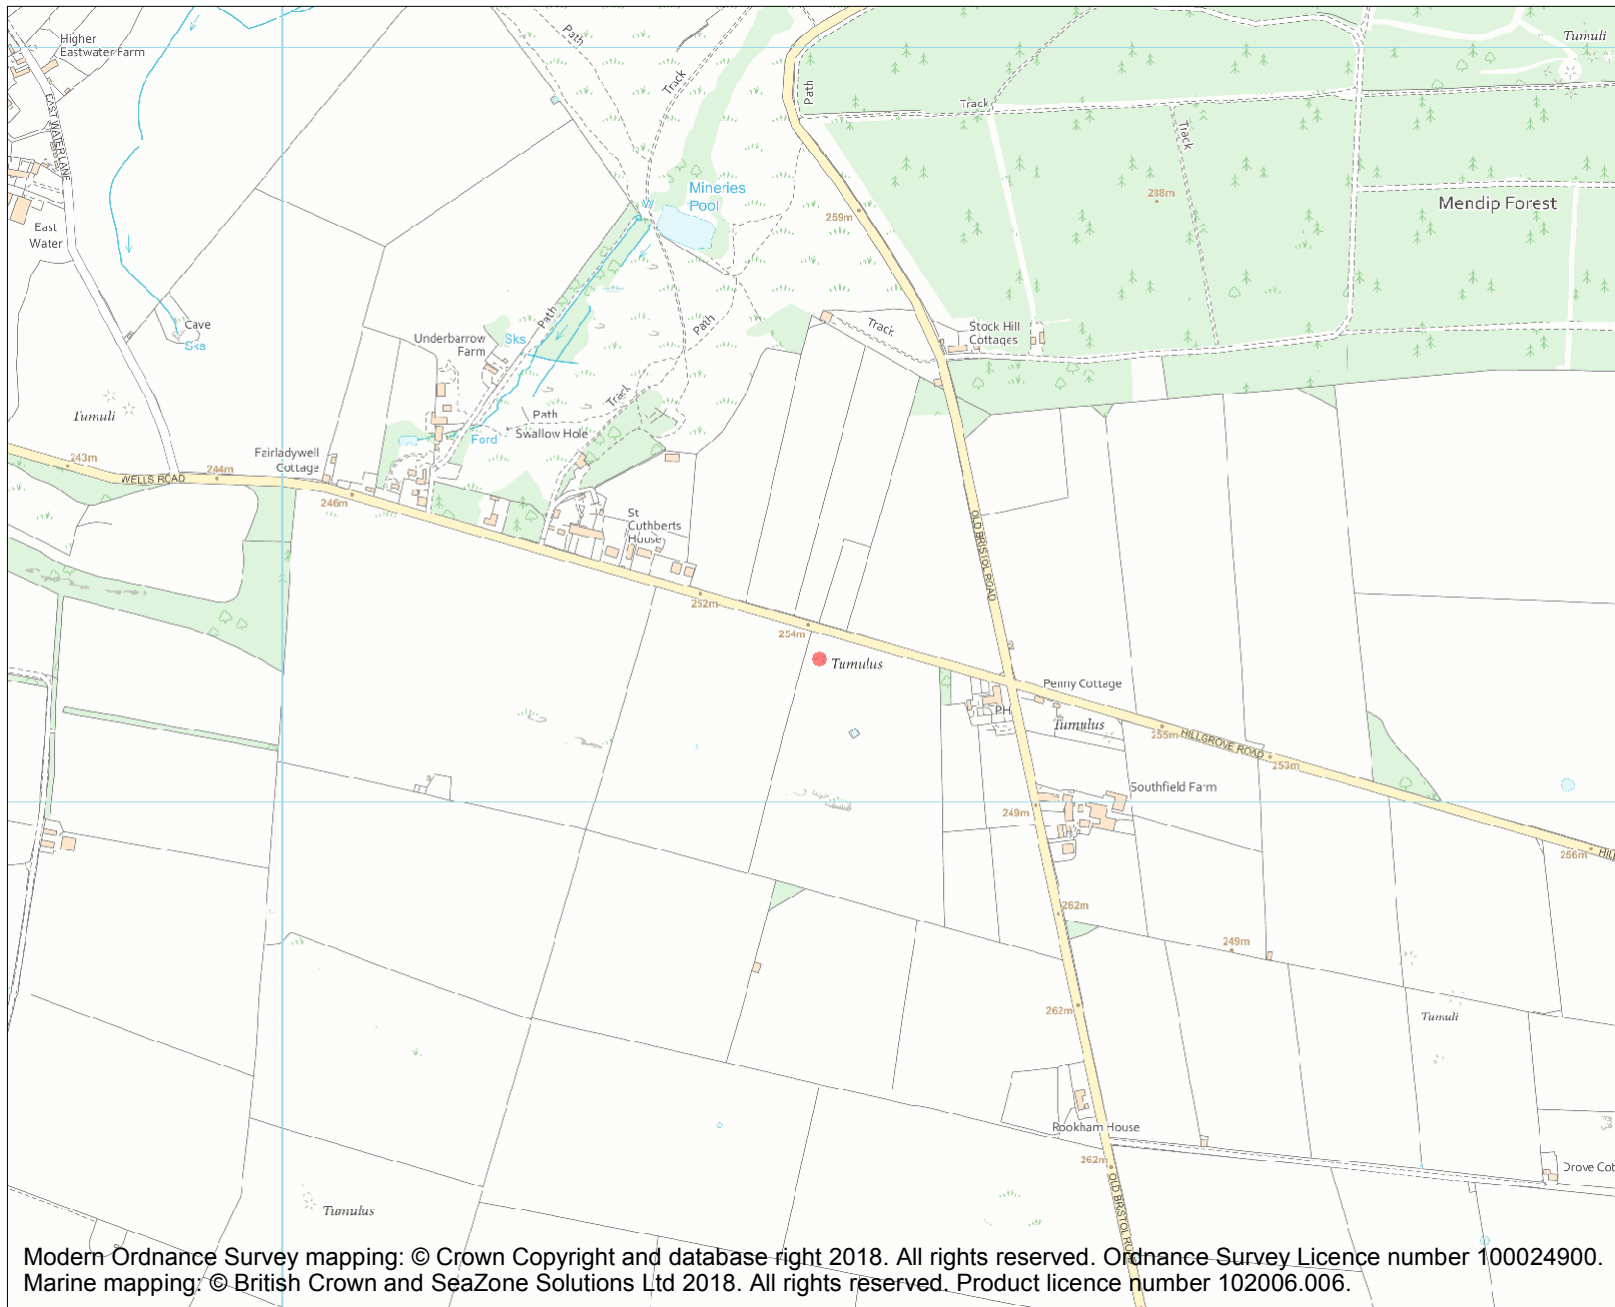 Higher
Eastwater Farm
Path
Track
Path
Tumuli
EAST WATER LANE
Track
Track
Mineries
Pool
W
238m
259m
Mendip Forest
East
Water
Cave
Sks
Path
Path
Track
Underbarrow
Farm
Sks
Stock Hill
Cottages
Track
Tumuli
Path
Swallow Hole
Ford
Fairladywell
Cottage
243m
244m
WELLS ROAD
246m
St
Cuthberts
House
OLD BRISTOL ROAD
252m
254m
Tumulus
Penny Cottage
PH
Tumulus
255m
HILLGROVE ROAD
253m
Southfield Farm
249m
256m
262m
249m
262m
Tumuli
Rookham House
262m
Drove Cot
Tumulus
OLD BRISTOL ROAD
Modern Ordnance Survey mapping: © Crown Copyright and database right 2018. All rights reserved. Ordnance Survey Licence number 100024900.
Marine mapping: © British Crown and SeaZone Solutions Ltd 2018. All rights reserved. Product licence number 102006.006.